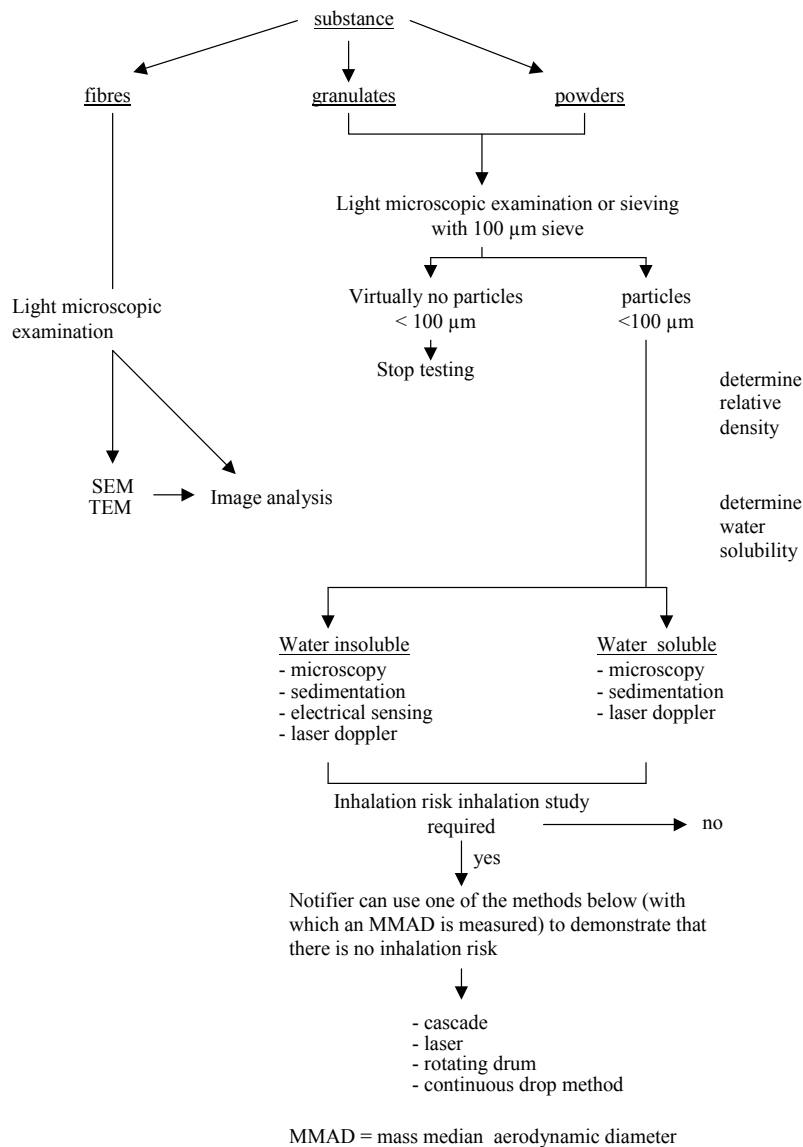 substance
fibres
granulates
powders
Light microscopic examination or sieving
with 100 µm sieve
Virtually no particles
< 100 µm
particles
<100 µm
Stop testing
Light microscopic
examination
determine
relative
density
SEM
TEM
Image analysis
determine
water
solubility
Water insoluble
- microscopy
- sedimentation
- electrical sensing
- laser doppler
Water soluble
- microscopy
- sedimentation
- laser doppler
Inhalation risk inhalation study
required
no
yes
Notifier can use one of the methods below (with
which an MMAD is measured) to demonstrate that
there is no inhalation risk
- cascade
- laser
- rotating drum
- continuous drop method
MMAD = mass median aerodynamic diameter